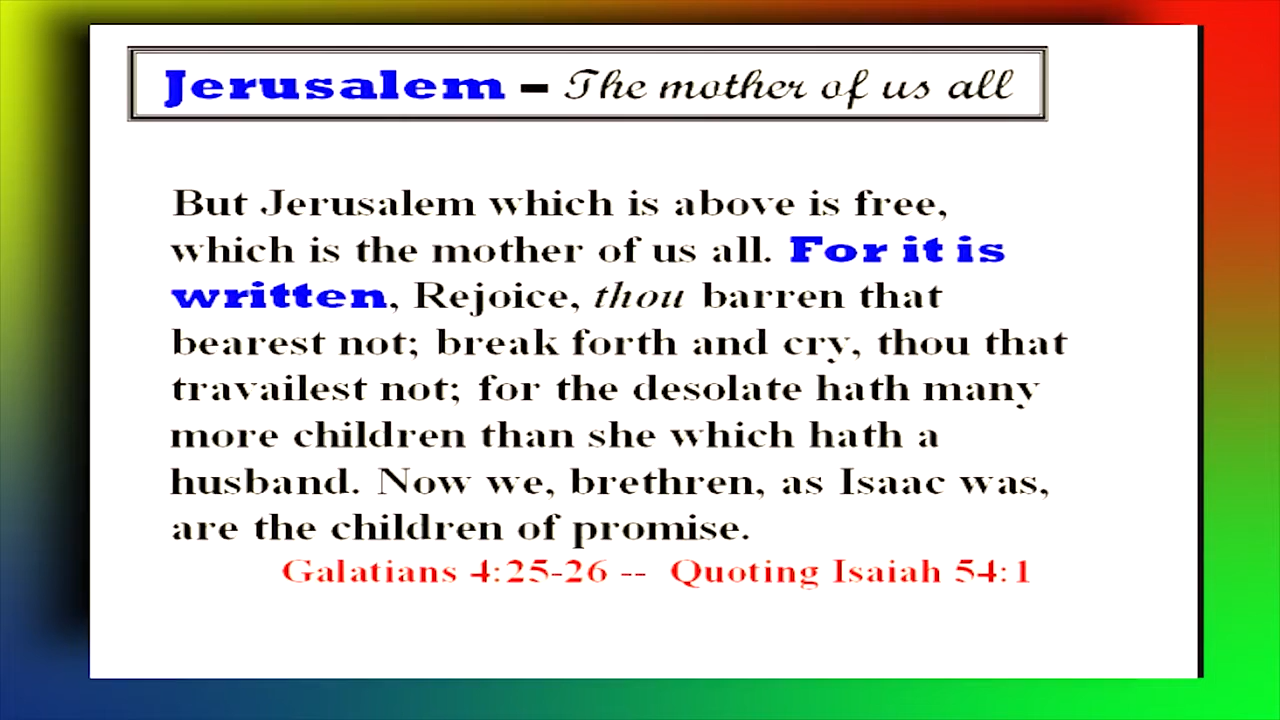 Jerusalem – The mother of us all
But Jerusalem which is above is free,
which is the mother of us all. For it is
written, Rejoice, thou barren that
bearest not; break forth and cry, thou that
travailest not; for the desolate hath many
more children than she which hath a
husband. Now we, brethren, as Isaac was,
are the children of promise.
Galatians 4:25-26 -- Quoting Isaiah 54:1